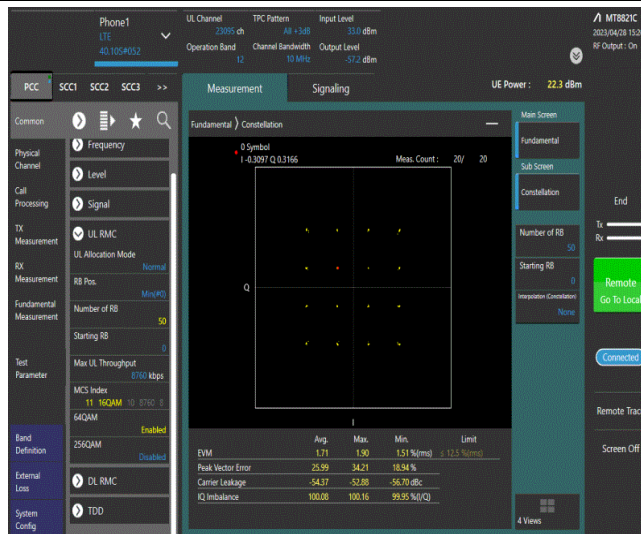 Phone1
LTE
40.10S#052
UL Channel TPC Pattern Input Level
23095 ch All +3dB 33.0 dBm
Operation Band Channel Bandwidth Output Level
12 10 MHz -57.2 dBm
MT8821C
2023/04/28 15:2
RF Output : On
PCC SCC1 SCC2 SCC3 >>
Measurement Signaling UE Power : 22.3 dBm
Common
Physical
Channel
Call
Processing
TX
Measurement
RX
Measurement
Fundamental
Measurement
Test
Parameter
Band
Definition
External
Loss
System
Config
Frequency
Level
Signal
UL RMC
UL Allocation Mode
Normal
RB Pos.
Min(#0)
Number of RB
50
Starting RB
0
Max UL Throughput
8760 kbps
MCS Index
11 16QAM 10 8760 0
64QAM
Enabled
256QAM
Disabled
DL RMC
TDD
Fundamental Constellation
0 Symbol
I -0.3097 Q 0.3166 Meas. Count : 20/ 20
Q
I
Avg. Max. Min. Limit
EVM 1.71 1.90 1.51 %(rms) ≤ 12.5 %(rms)
Peak Vector Error 25.99 34.21 18.94 %
Carrier Leakage -54.37 -52.88 -56.70 dBc
IQ Imbalance 100.08 100.16 99.95 %(I/Q)
Main Screen
Fundamental
Sub Screen
Constellation
Number of RB
50
Starting RB
0
Interpolation (Constellation)
None
4 Views
End
Tx
Rx
Remote
Go To Local
Connected
Remote Trac
Screen Off